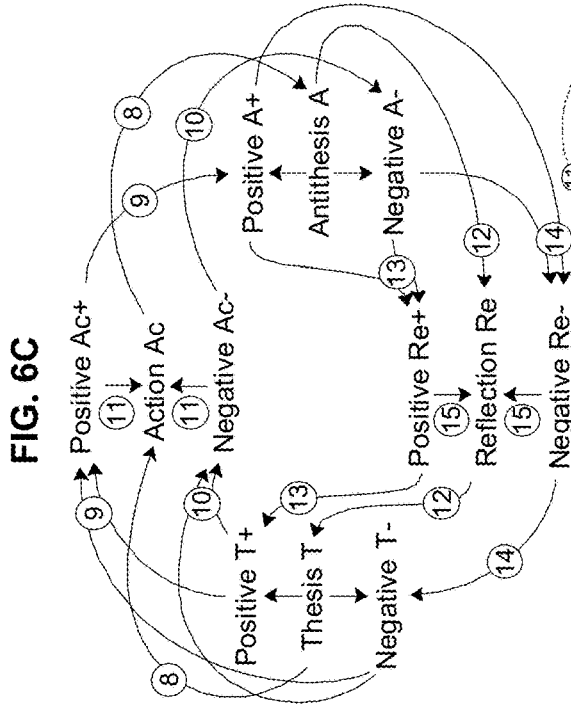 FIG. 6C
Positive Ac+
9
11
8
Action Ac
11
10
Negative Ac-
9
8
10
Positive T+
Thesis T
Negative T-
Positive A+
Antithesis A
Negative A-
13
13
12
12
14
14
Positive Re+
15
Reflection Re
15
Negative Re-